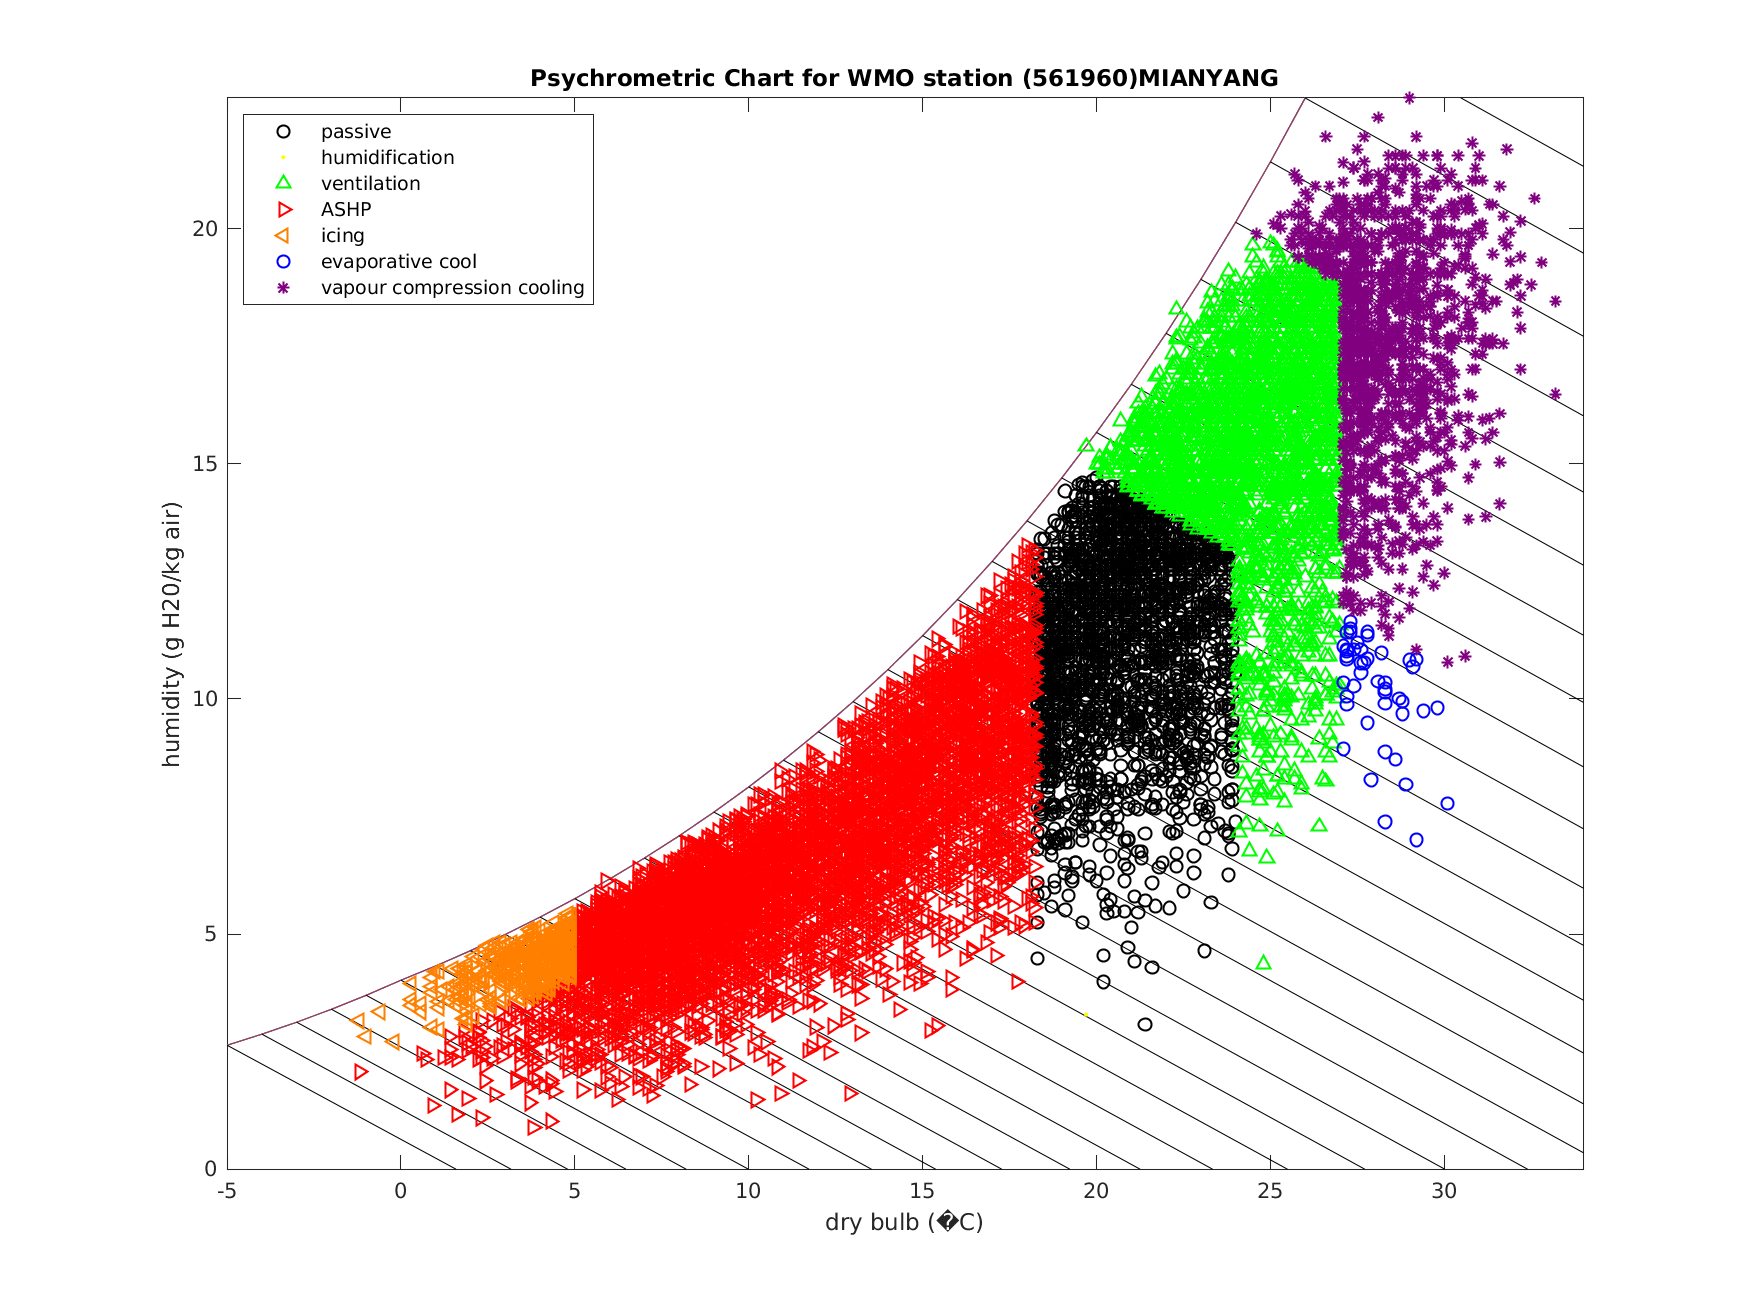 Psychrometric Chart for WMO station (561960)MIANYANG
passive
humidification
ventilation
ASHP
icing
evaporative cool
vapour compression cooling
humidity (g H20/kg air)
20
15
10
5
0
-5 0 5 10 15 20 25 30
dry bulb (�C)